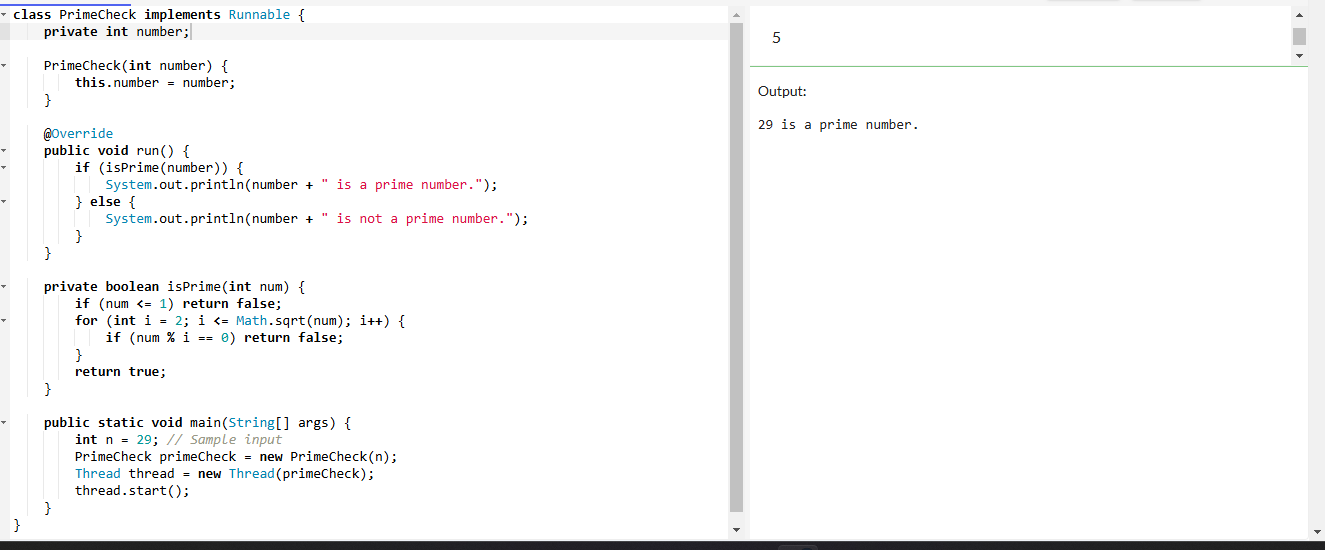 class PrimeCheck implements Runnable {
    private int number;

    PrimeCheck(int number) {
        this.number = number;
    }

    @Override
    public void run() {
        if (isPrime(number)) {
            System.out.println(number + " is a prime number.");
        } else {
            System.out.println(number + " is not a prime number.");
        }
    }

    private boolean isPrime(int num) {
        if (num <= 1) return false;
        for (int i = 2; i <= Math.sqrt(num); i++) {
            if (num % i == 0) return false;
        }
        return true;
    }

    public static void main(String[] args) {
        int n = 29; // Sample input
        PrimeCheck primeCheck = new PrimeCheck(n);
        Thread thread = new Thread(primeCheck);
        thread.start();
    }
}
5
Output:
29 is a prime number.